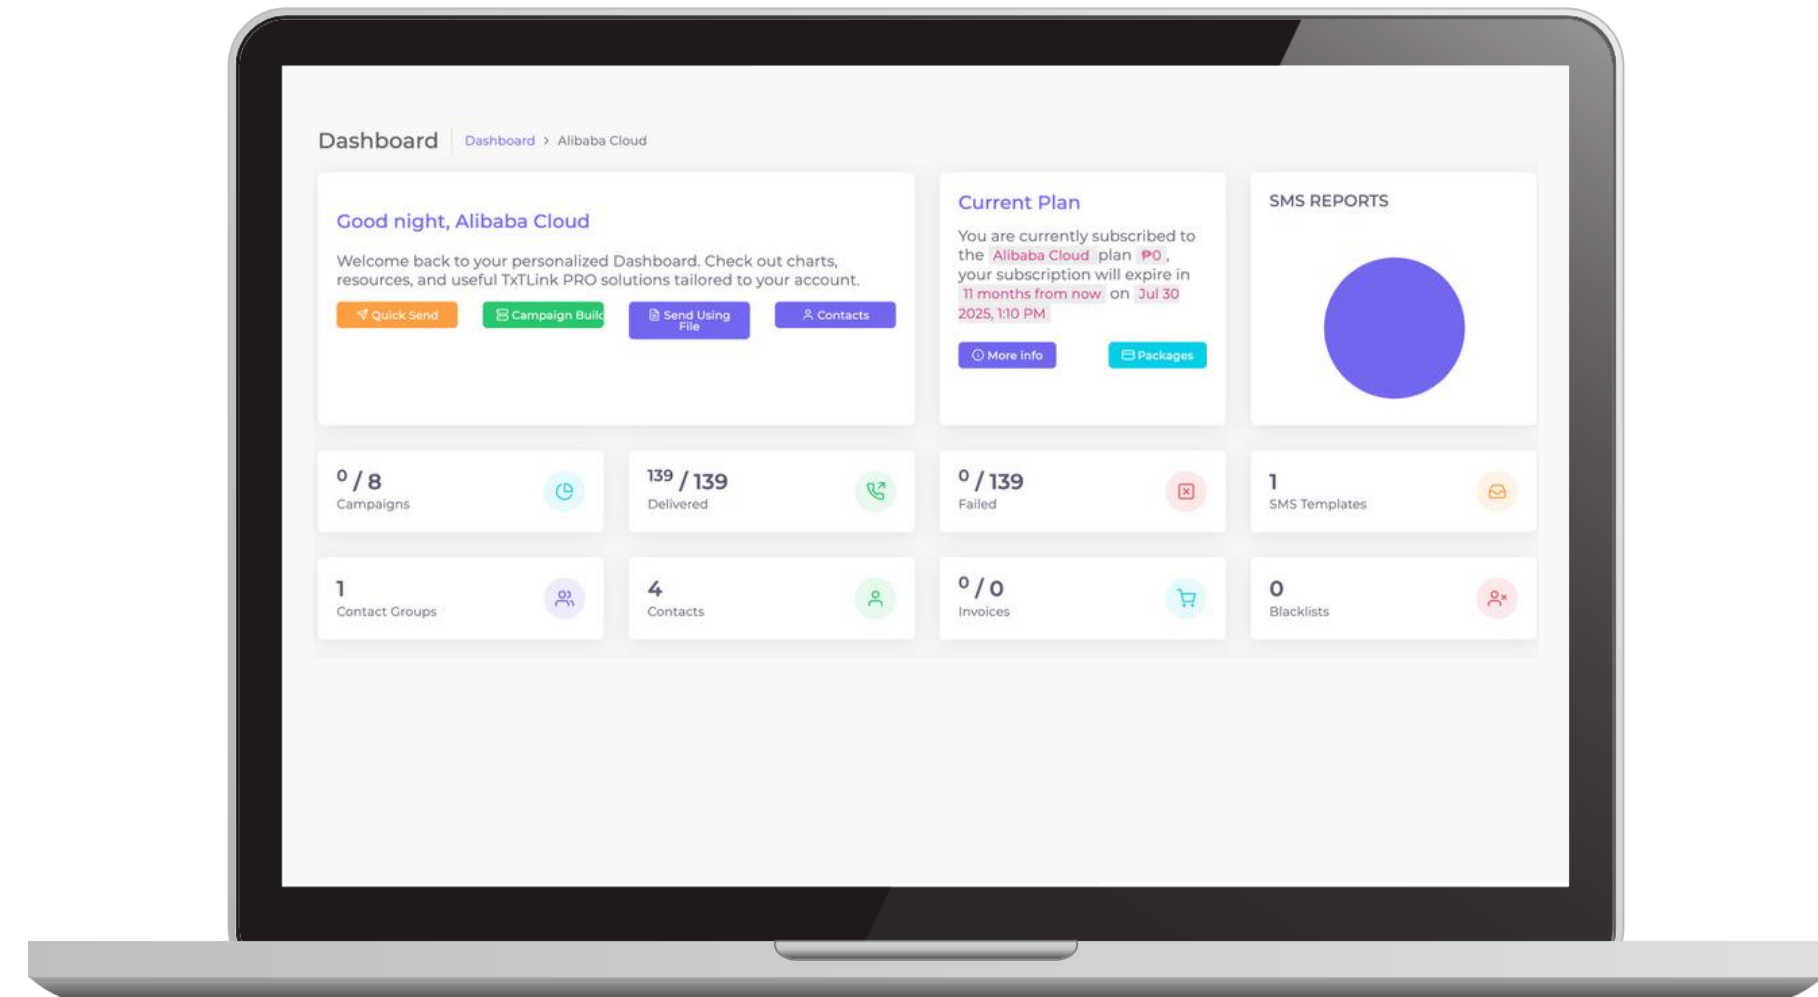 Dashboard
Dashboard > Alibaba Cloud
Good night, Alibaba Cloud
Welcome back to your personalized Dashboard. Check out charts,
resources, and useful TxTLink PRO solutions tailored to your account.
Quick Send
Campaign Builc
Send Using
File
Contacts
Current Plan
You are currently subscribed to
the Alibaba Cloud plan ₱0 ,
your subscription will expire in
11 months from now on Jul 30
2025, 1:10 PM
More info
Packages
SMS REPORTS
0 / 8
Campaigns
139 / 139
Delivered
0 / 139
Failed
1
SMS Templates
1
Contact Groups
4
Contacts
0 / 0
Invoices
0
Blacklists